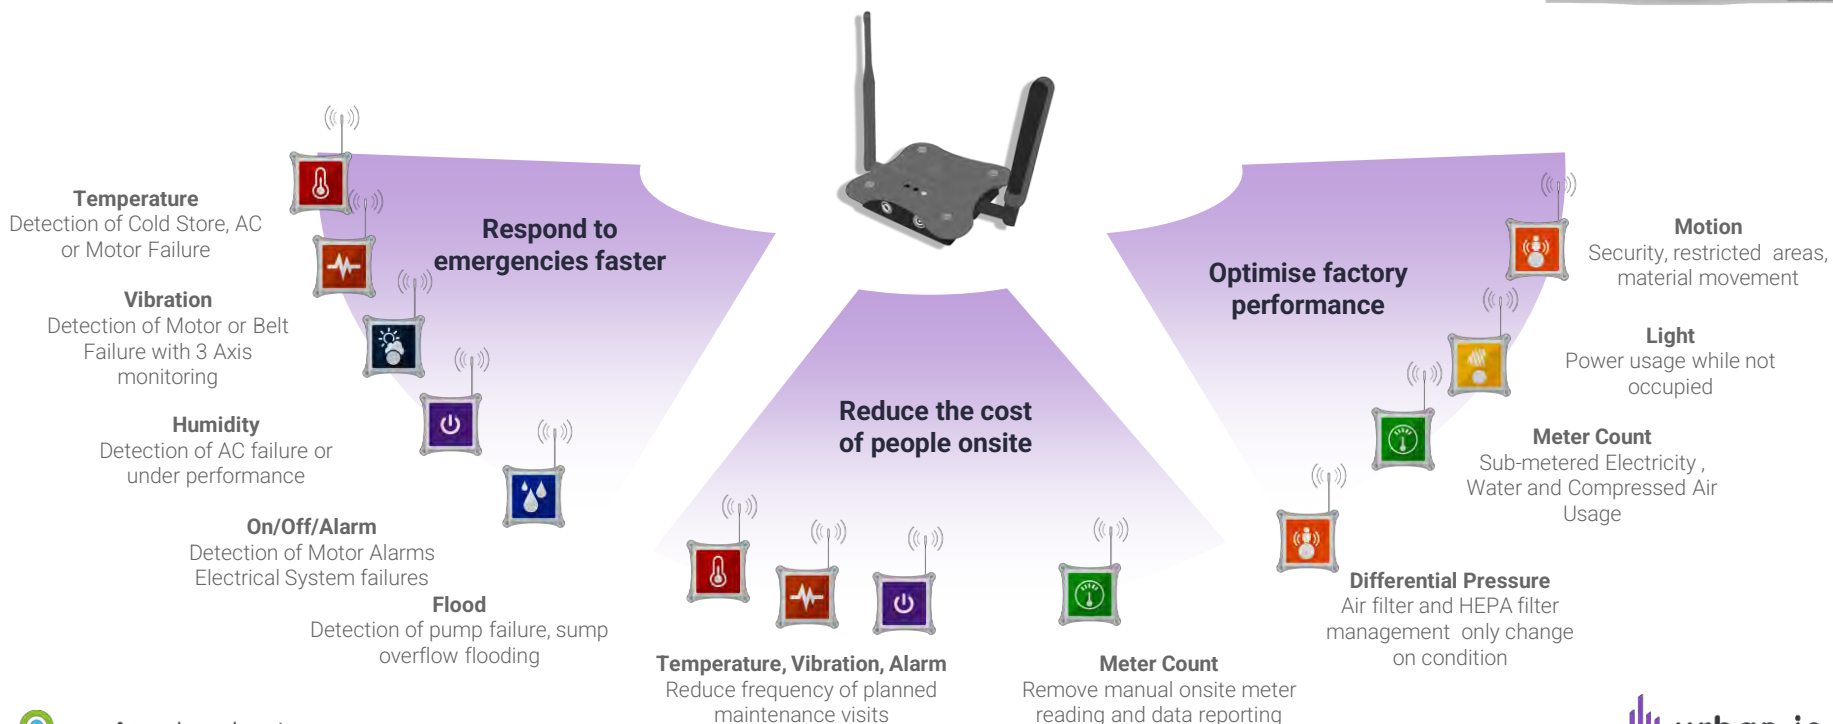 Respond to
emergencies faster
Temperature
Detection of Cold Store, AC
or Motor Failure
Vibration
Detection of Motor or Belt
Failure with 3 Axis
monitoring
Humidity
Detection of AC failure or
under performance
On/Off/Alarm
Detection of Motor Alarms
Electrical System failures
Flood
Detection of pump failure, sump
overflow flooding
Reduce the cost
of people onsite
Temperature, Vibration, Alarm
Reduce frequency of planned
maintenance visits
Meter Count
Remove manual onsite meter
reading and data reporting
Optimise factory
performance
Motion
Security, restricted areas,
material movement
Light
Power usage while not
occupied
Meter Count
Sub-metered Electricity ,
Water and Compressed Air
Usage
Differential Pressure
Air filter and HEPA filter
management only change
on condition
urban.io